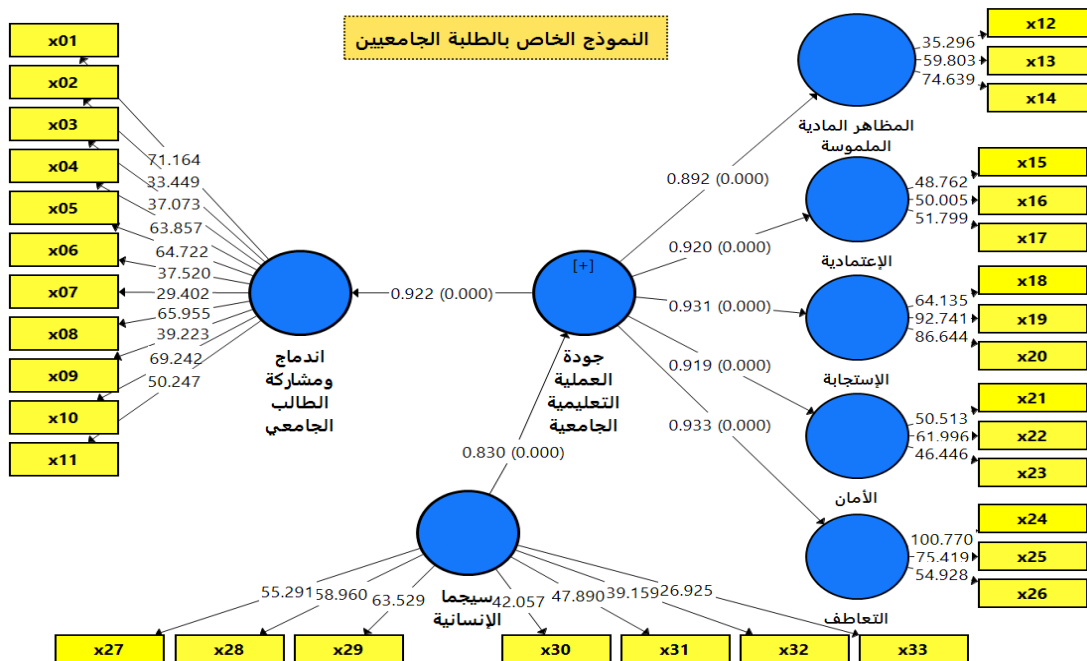 النموذج الخاص بالطلبة الجامعيين
x01
x02
x03
x04
x05
x06
x07
x08
x09
x10
x11
71.164
33.449
37.073
63.857
64.722
37.520
29.402
65.955
39.223
69.242
50.247
اندماج
ومشاركة
الطالب
الجامعي
0.922 (0.000)
[+]
جودة
العملية
التعليمية
الجامعية
0.830 (0.000)
0.892 (0.000)
0.920 (0.000)
0.931 (0.000)
0.919 (0.000)
0.933 (0.000)
المظاهر المادية
الملموسة
35.296
59.803
74.639
x12
x13
x14
الإعتمادية
48.762
50.005
51.799
x15
x16
x17
الإستجابة
64.135
92.741
86.644
x18
x19
x20
الأمان
50.513
61.996
46.446
x21
x22
x23
التعاطف
100.770
75.419
54.928
x24
x25
x26
سيجما
الإنسانية
55.291
58.960
63.529
42.057
47.890
39.159
26.925
x27
x28
x29
x30
x31
x32
x33